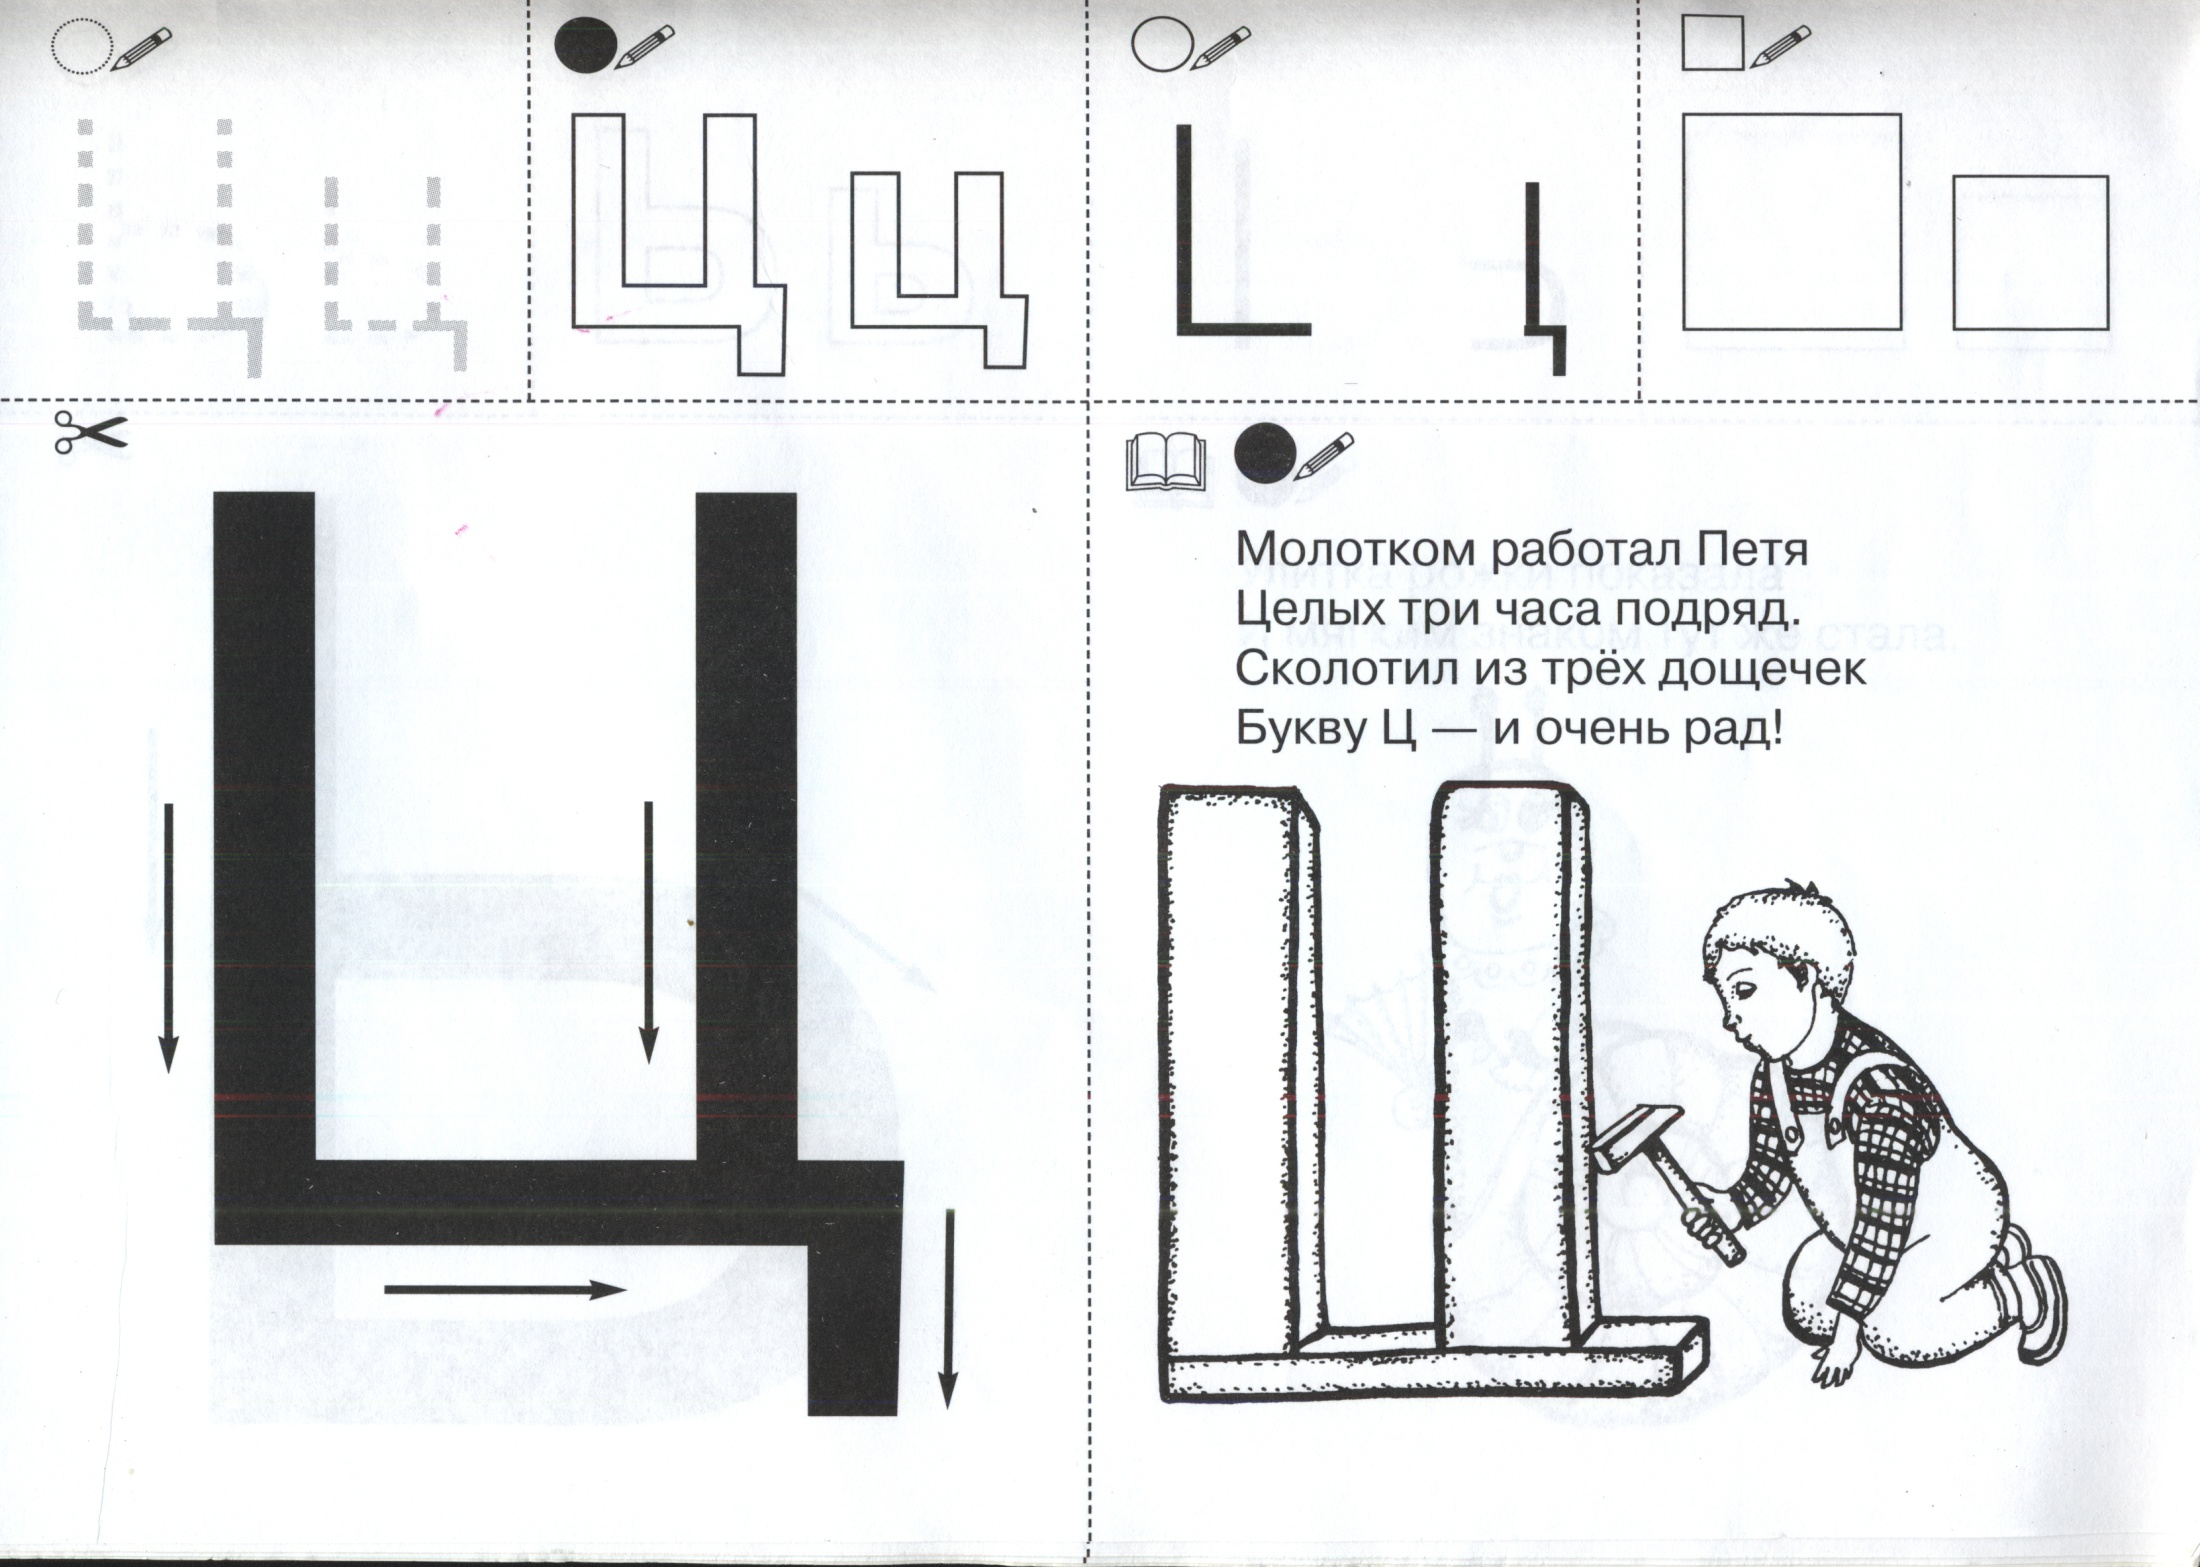 Ц ц
Ц ц
Ц
Молотком работал Петя
Целых три часа подряд.
Сколотил из трёх дощечек
Букву Ц — и очень рад!